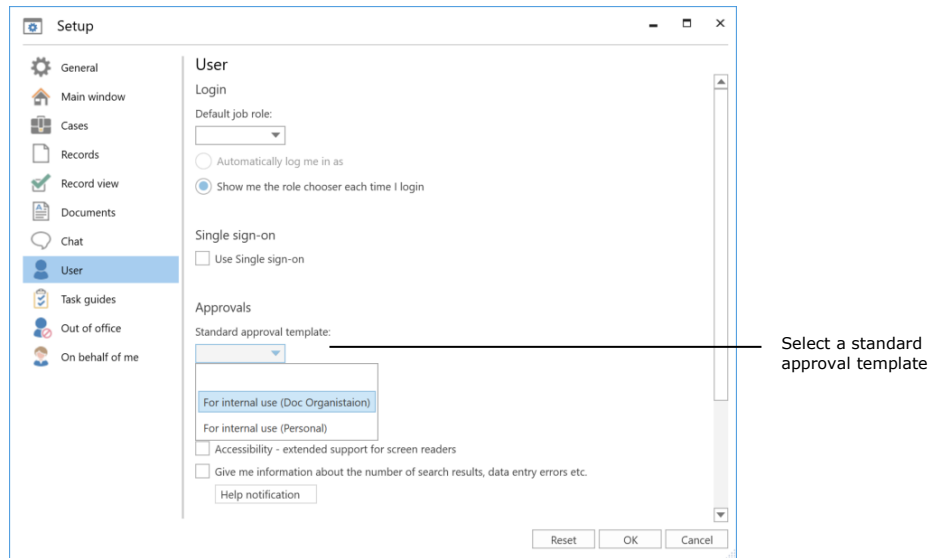 Setup
General
Main window
Cases
Records
Record view
Documents
Chat
User
Task guides
Out of office
On behalf of me
User
Login
Default job role:
Automatically log me in as
Show me the role chooser each time I login
Single sign-on
Use Single sign-on
Approvals
Standard approval template:
For internal use (Doc Organistaion)
For internal use (Personal)
Accessibility - extended support for screen readers
Give me information about the number of search results, data entry errors etc.
Help notification
Reset OK Cancel
Select a standard
approval template